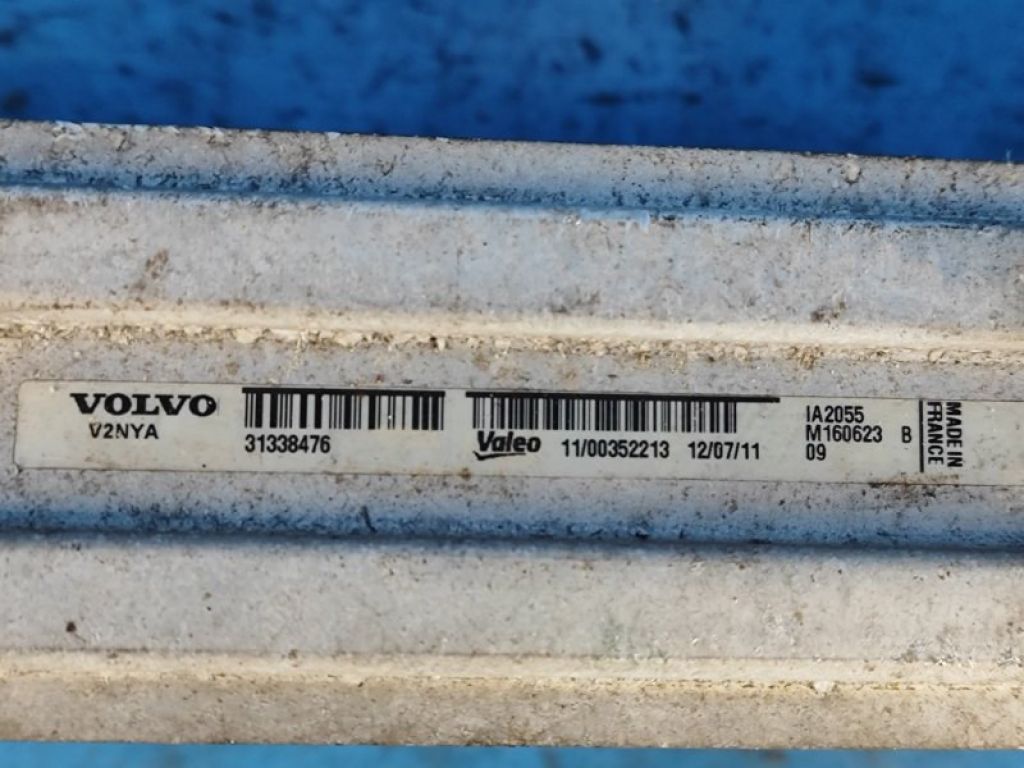 VOLVO
V2NYA
31338476
Valeo 11/00352213 12/07/11
IA2055
M160623 B
09
MADE IN
FRANCE